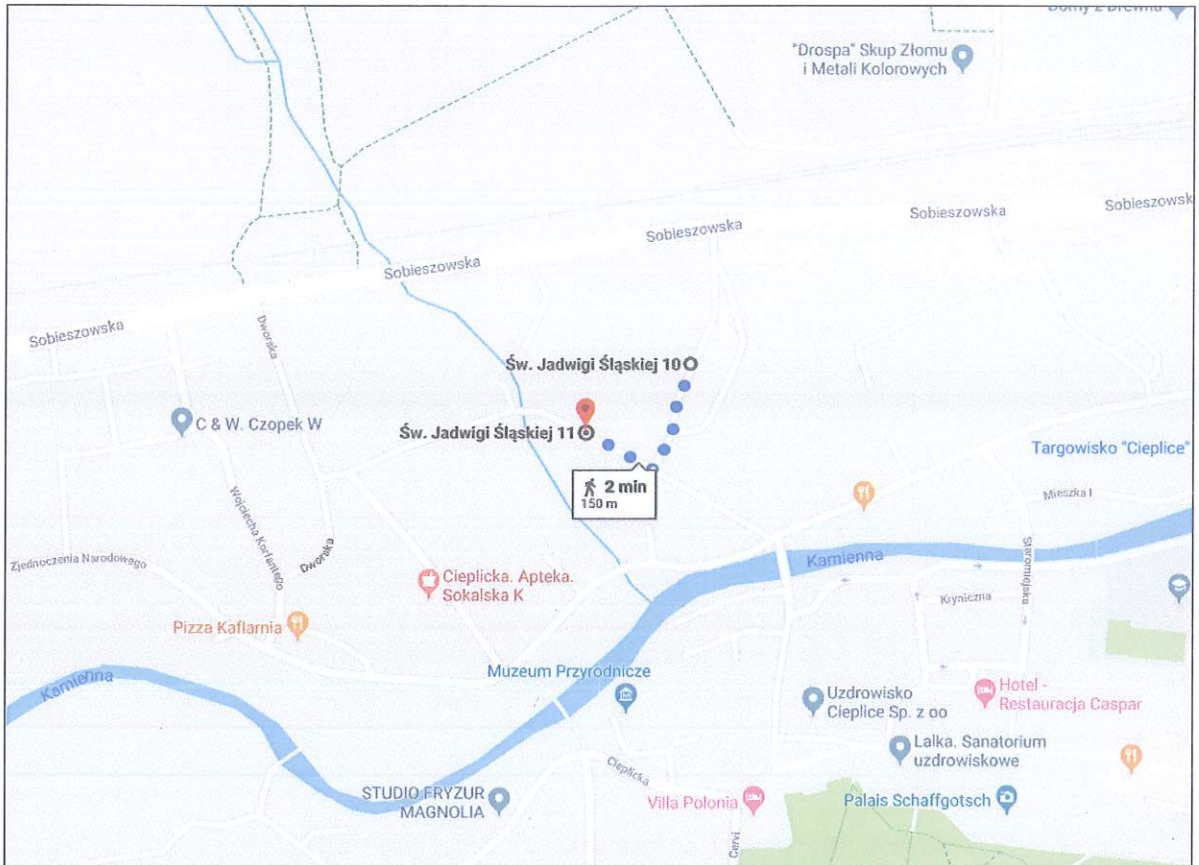 Domy z Drewna
"Drospa" Skup Złomu
i Metali Kolorowych
Sobieszowska
Sobieszowska
Sobieszowska
Sobieszowska
Sobieszowska
Dworska
Św. Jadwigi Śląskiej 10
C & W. Czopek W
Św. Jadwigi Śląskiej 11
Targowisko "Cieplice"
2 min
150 m
Mieszka I
Wojciecha Korfantego
Zjednoczenia Narodowego
Dworska
Kamienna
Staromiejska
Cieplicka. Apteka.
Sokalska K
Kryniczna
Pizza Kaflarnia
Muzeum Przyrodnicze
Kamienna
Uzdrowisko
Cieplice Sp. z oo
Hotel -
Restauracja Caspar
Lalka. Sanatorium
uzdrowiskowe
Cieplicka
STUDIO FRYZUR
MAGNOLIA
Villa Polonia
Palais Schaffgotsch
Cervi